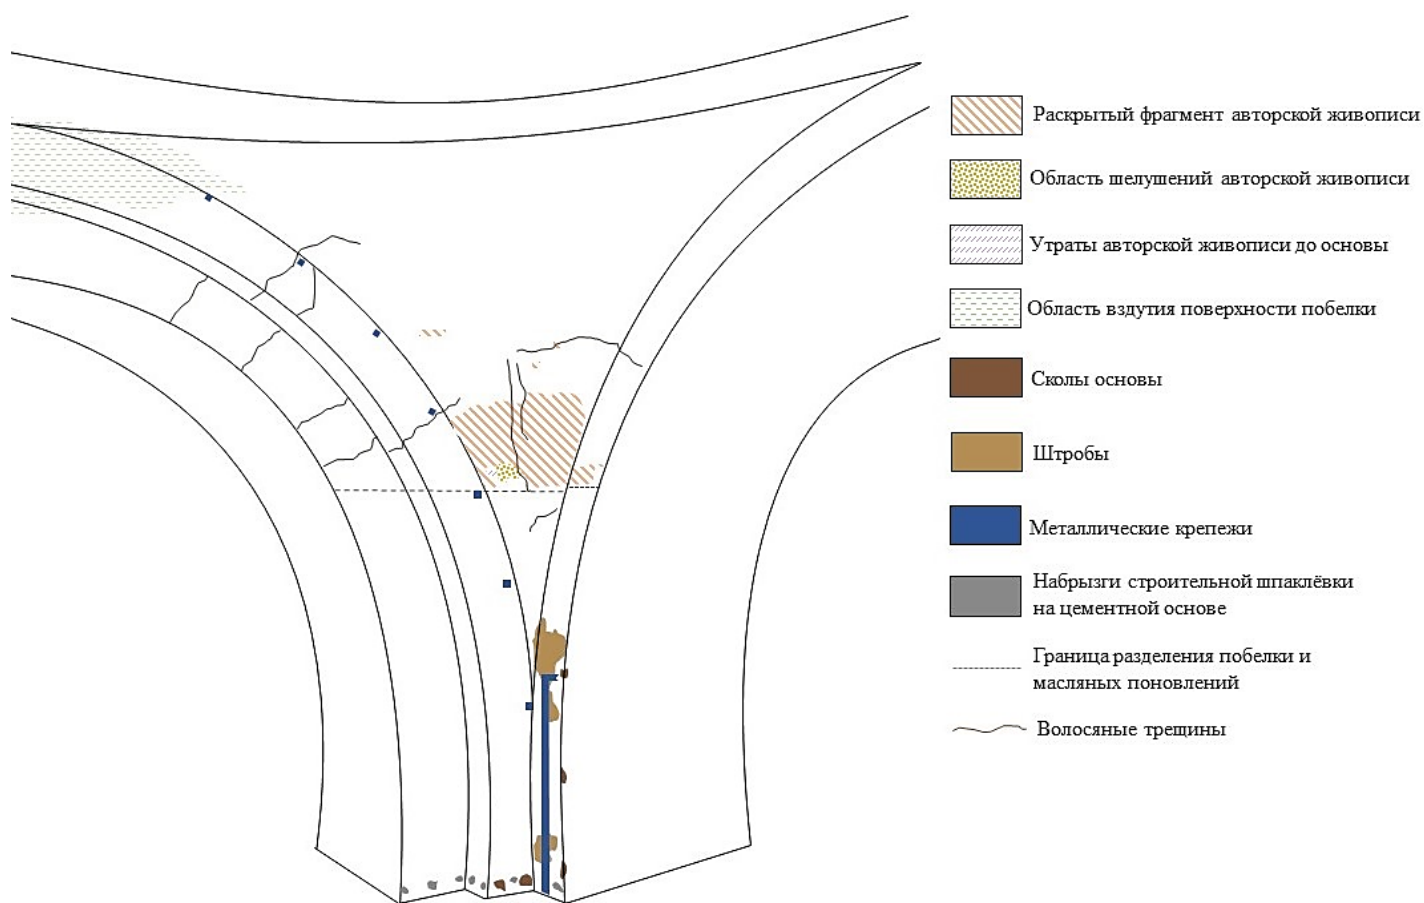 Раскрытый фрагмент авторской живописи
Область шелушений авторской живописи
Утраты авторской живописи до основы
Область вздутия поверхности побелки
Сколы основы
Штробы
Металлические крепежи
Набрызги строительной шпаклёвки
на цементной основе
Граница разделения побелки и
масляных поновлений
Волосяные трещины